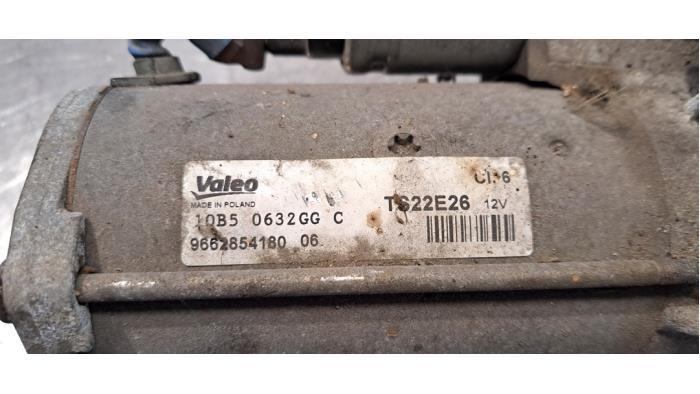 Valeo
MADE IN POLAND
10B5 0632GG C
9662854180 06
TS22E26 12V